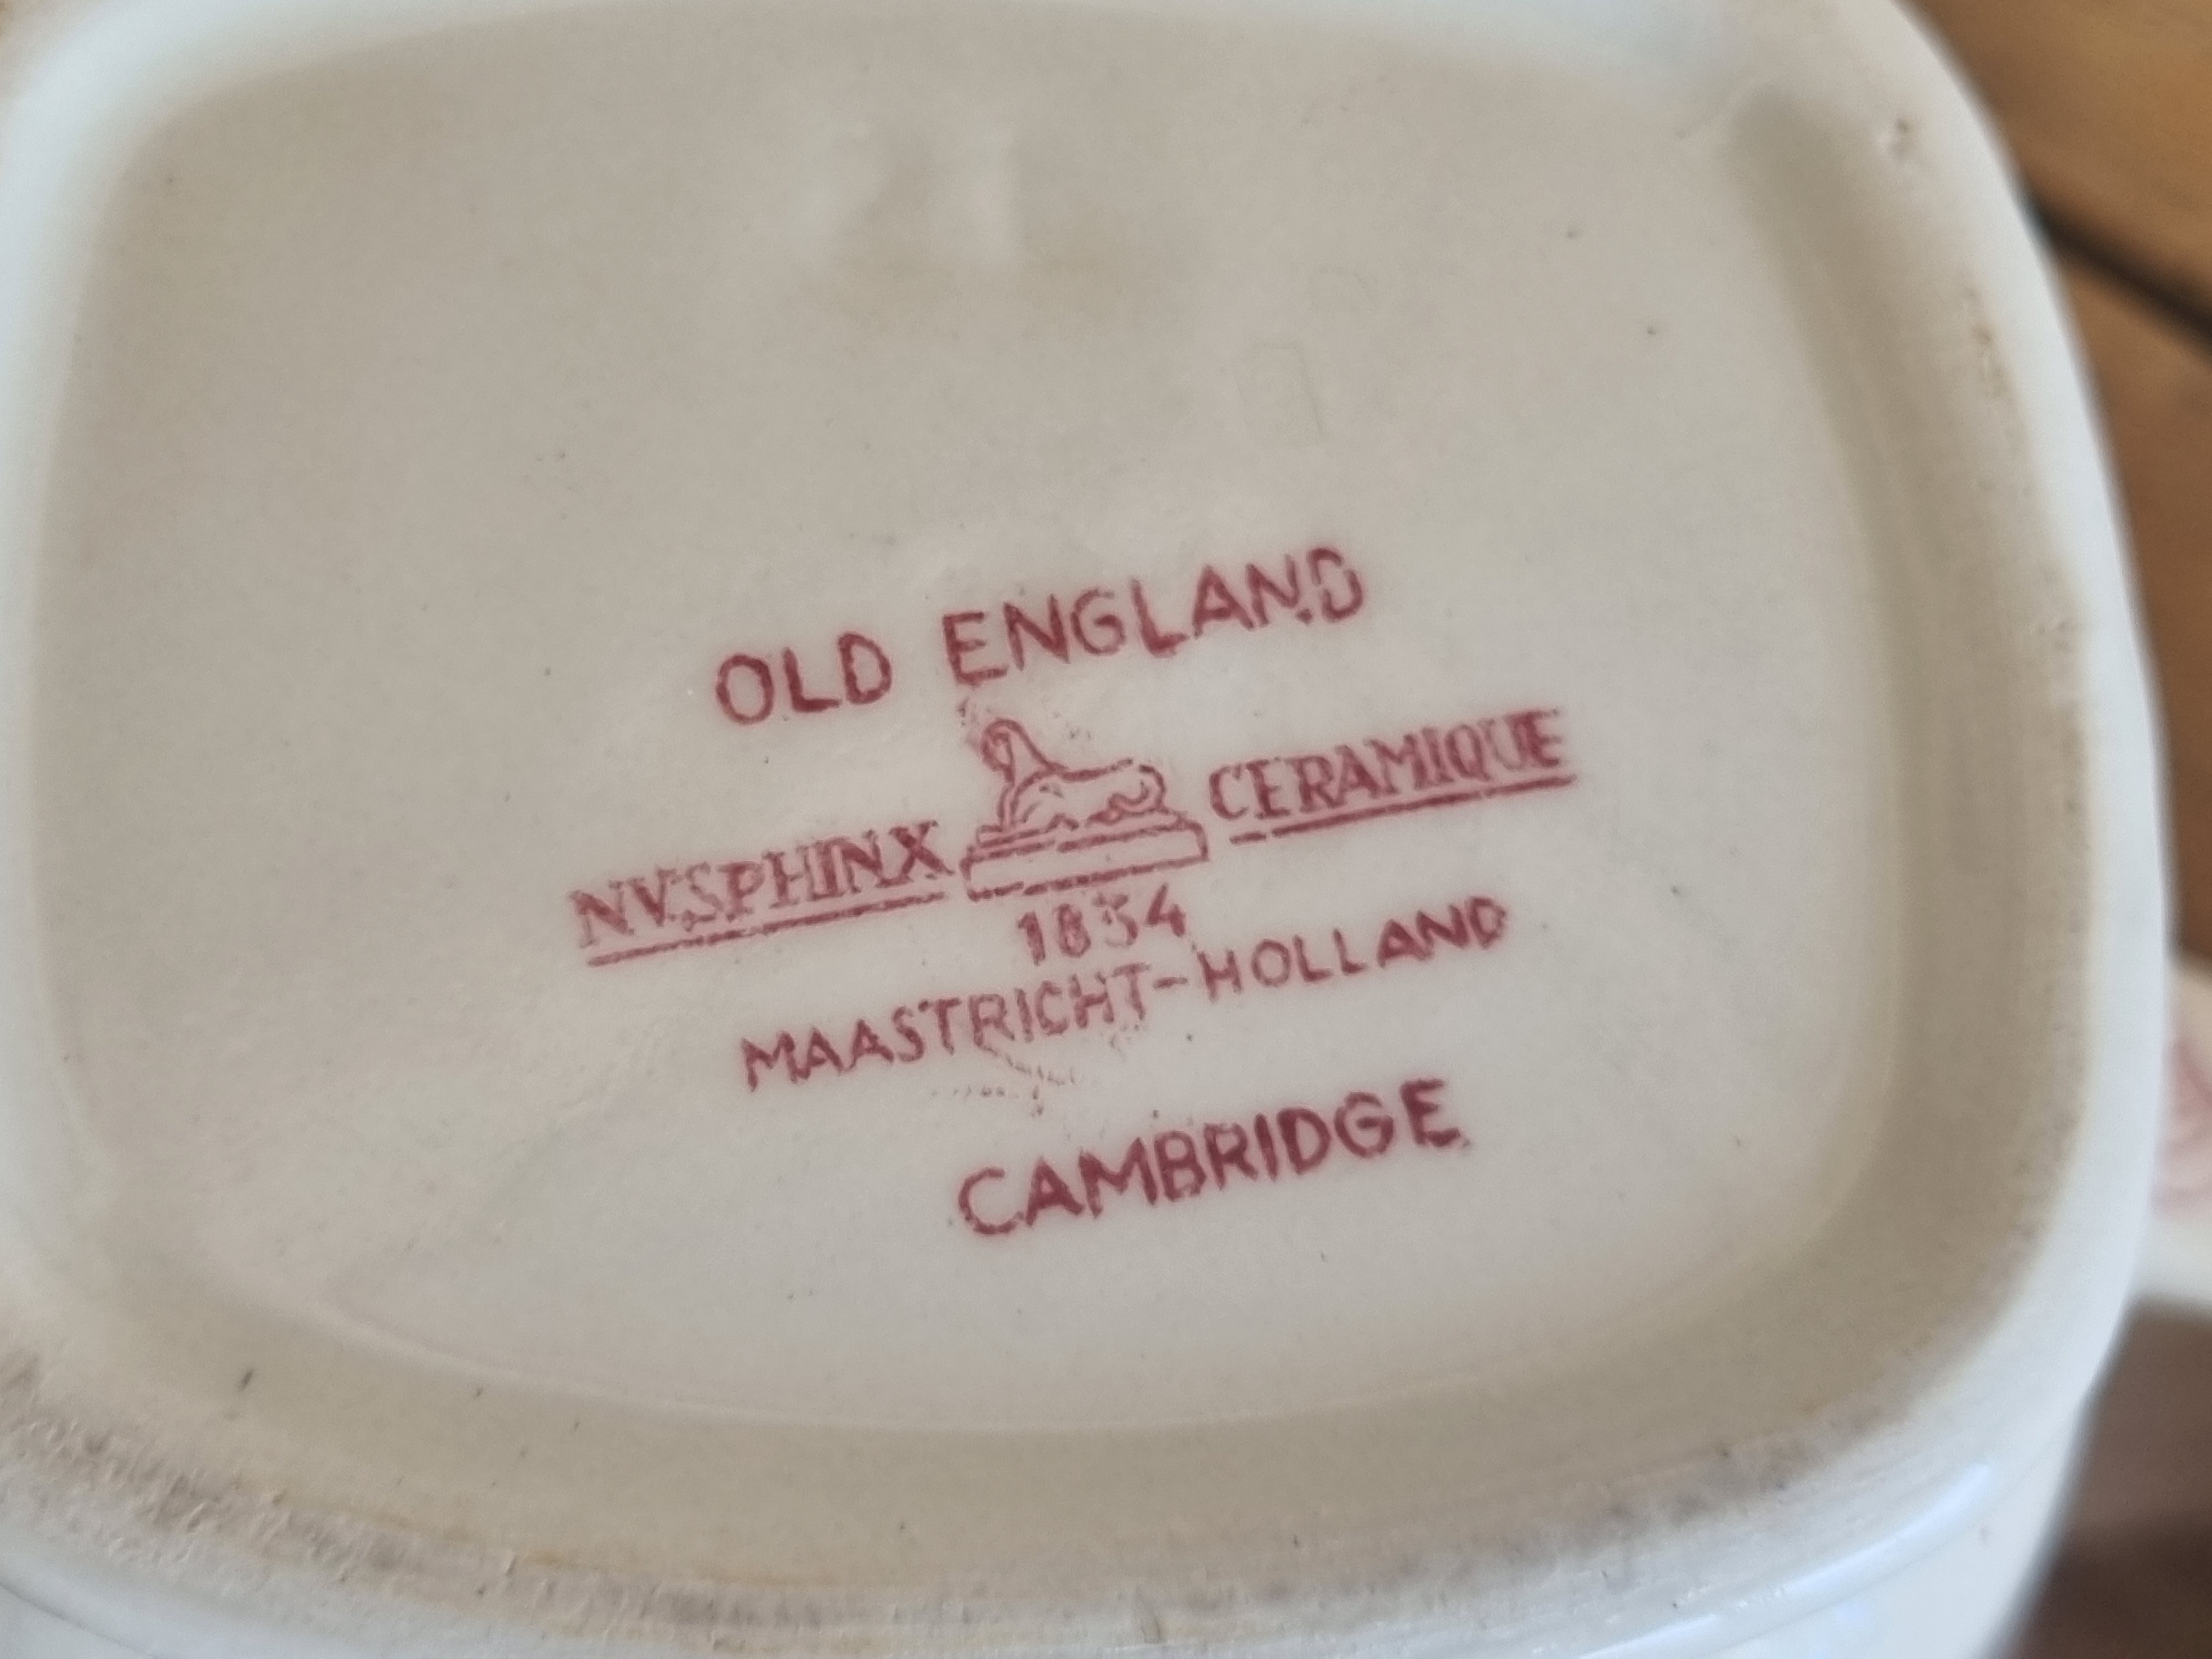 OLD ENGLAND
N.V. SPHINX CERAMIQUE
1834
MAASTRICHT-HOLLAND
CAMBRIDGE